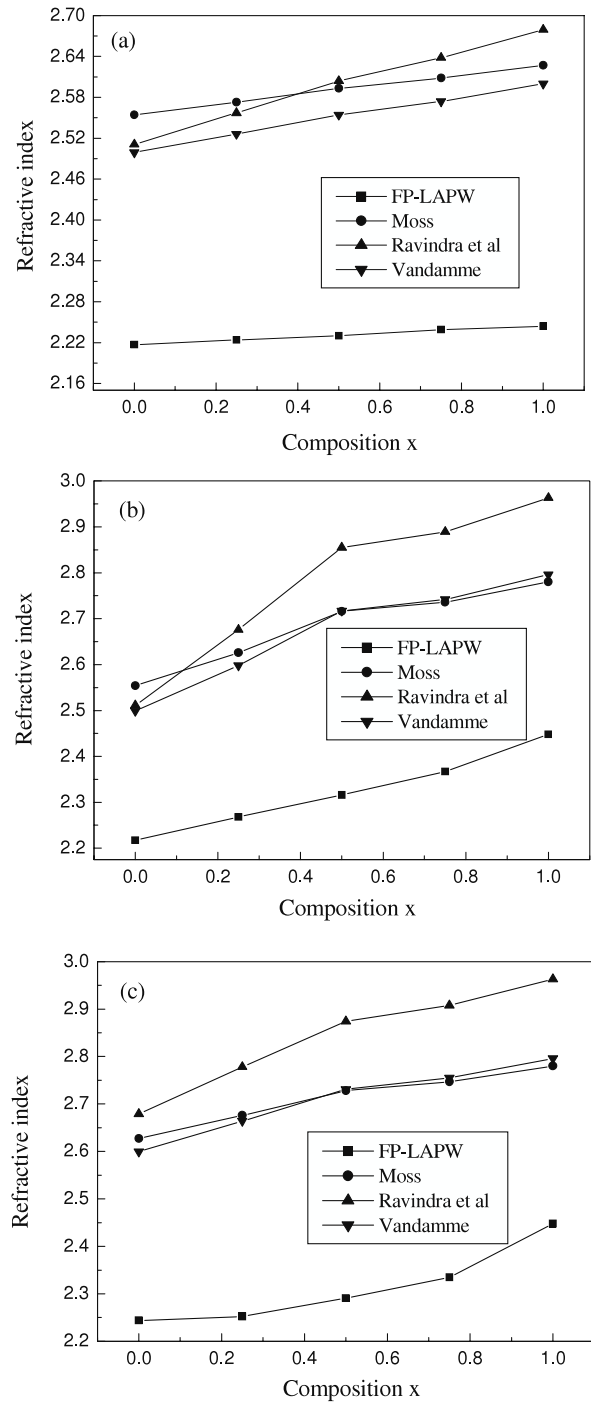 (a)
Refractive index
2.70
2.64
2.58
2.52
2.46
2.40
2.34
2.28
2.22
2.16
FP-LAPW
Moss
Ravindra et al
Vandamme
0.0 0.2 0.4 0.6 0.8 1.0
Composition x
(b)
Refractive index
3.0
2.9
2.8
2.7
2.6
2.5
2.4
2.3
2.2
FP-LAPW
Moss
Ravindra et al
Vandamme
0.0 0.2 0.4 0.6 0.8 1.0
Composition x
(c)
Refractive index
3.0
2.9
2.8
2.7
2.6
2.5
2.4
2.3
2.2
FP-LAPW
Moss
Ravindra et al
Vandamme
0.0 0.2 0.4 0.6 0.8 1.0
Composition x